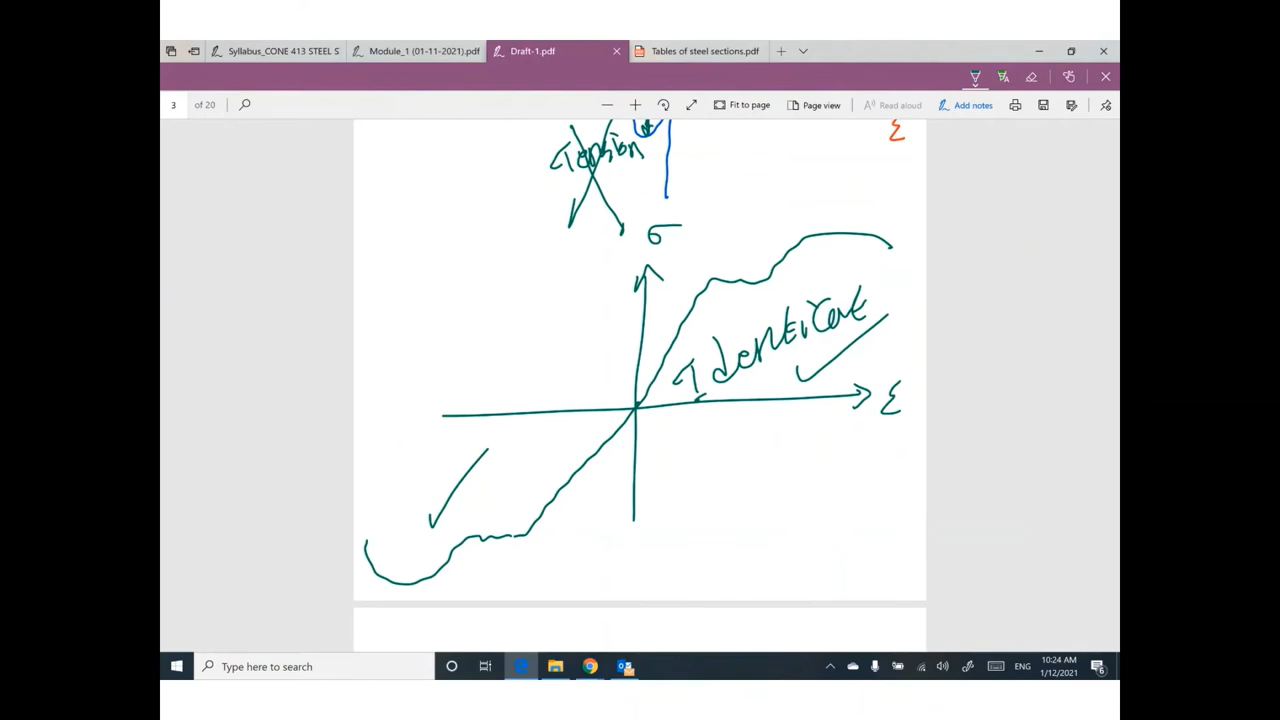 Syllabus_CONE 413 STEEL S
Module_1 (01-11-2021).pdf
Draft-1.pdf
Tables of steel sections.pdf
3 of 20
Fit to page
Page view
Read aloud
Add notes
ε
Tension
σ
Identical
ε
Type here to search
ENG
10:24 AM
1/12/2021
6